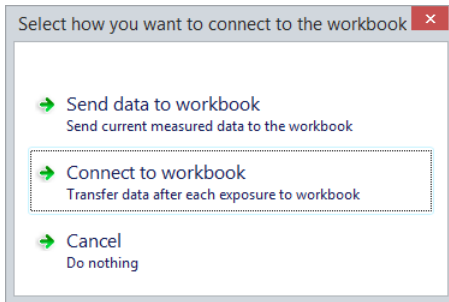 Select how you want to connect to the workbook
Send data to workbook
Send current measured data to the workbook
Connect to workbook
Transfer data after each exposure to workbook
Cancel
Do nothing